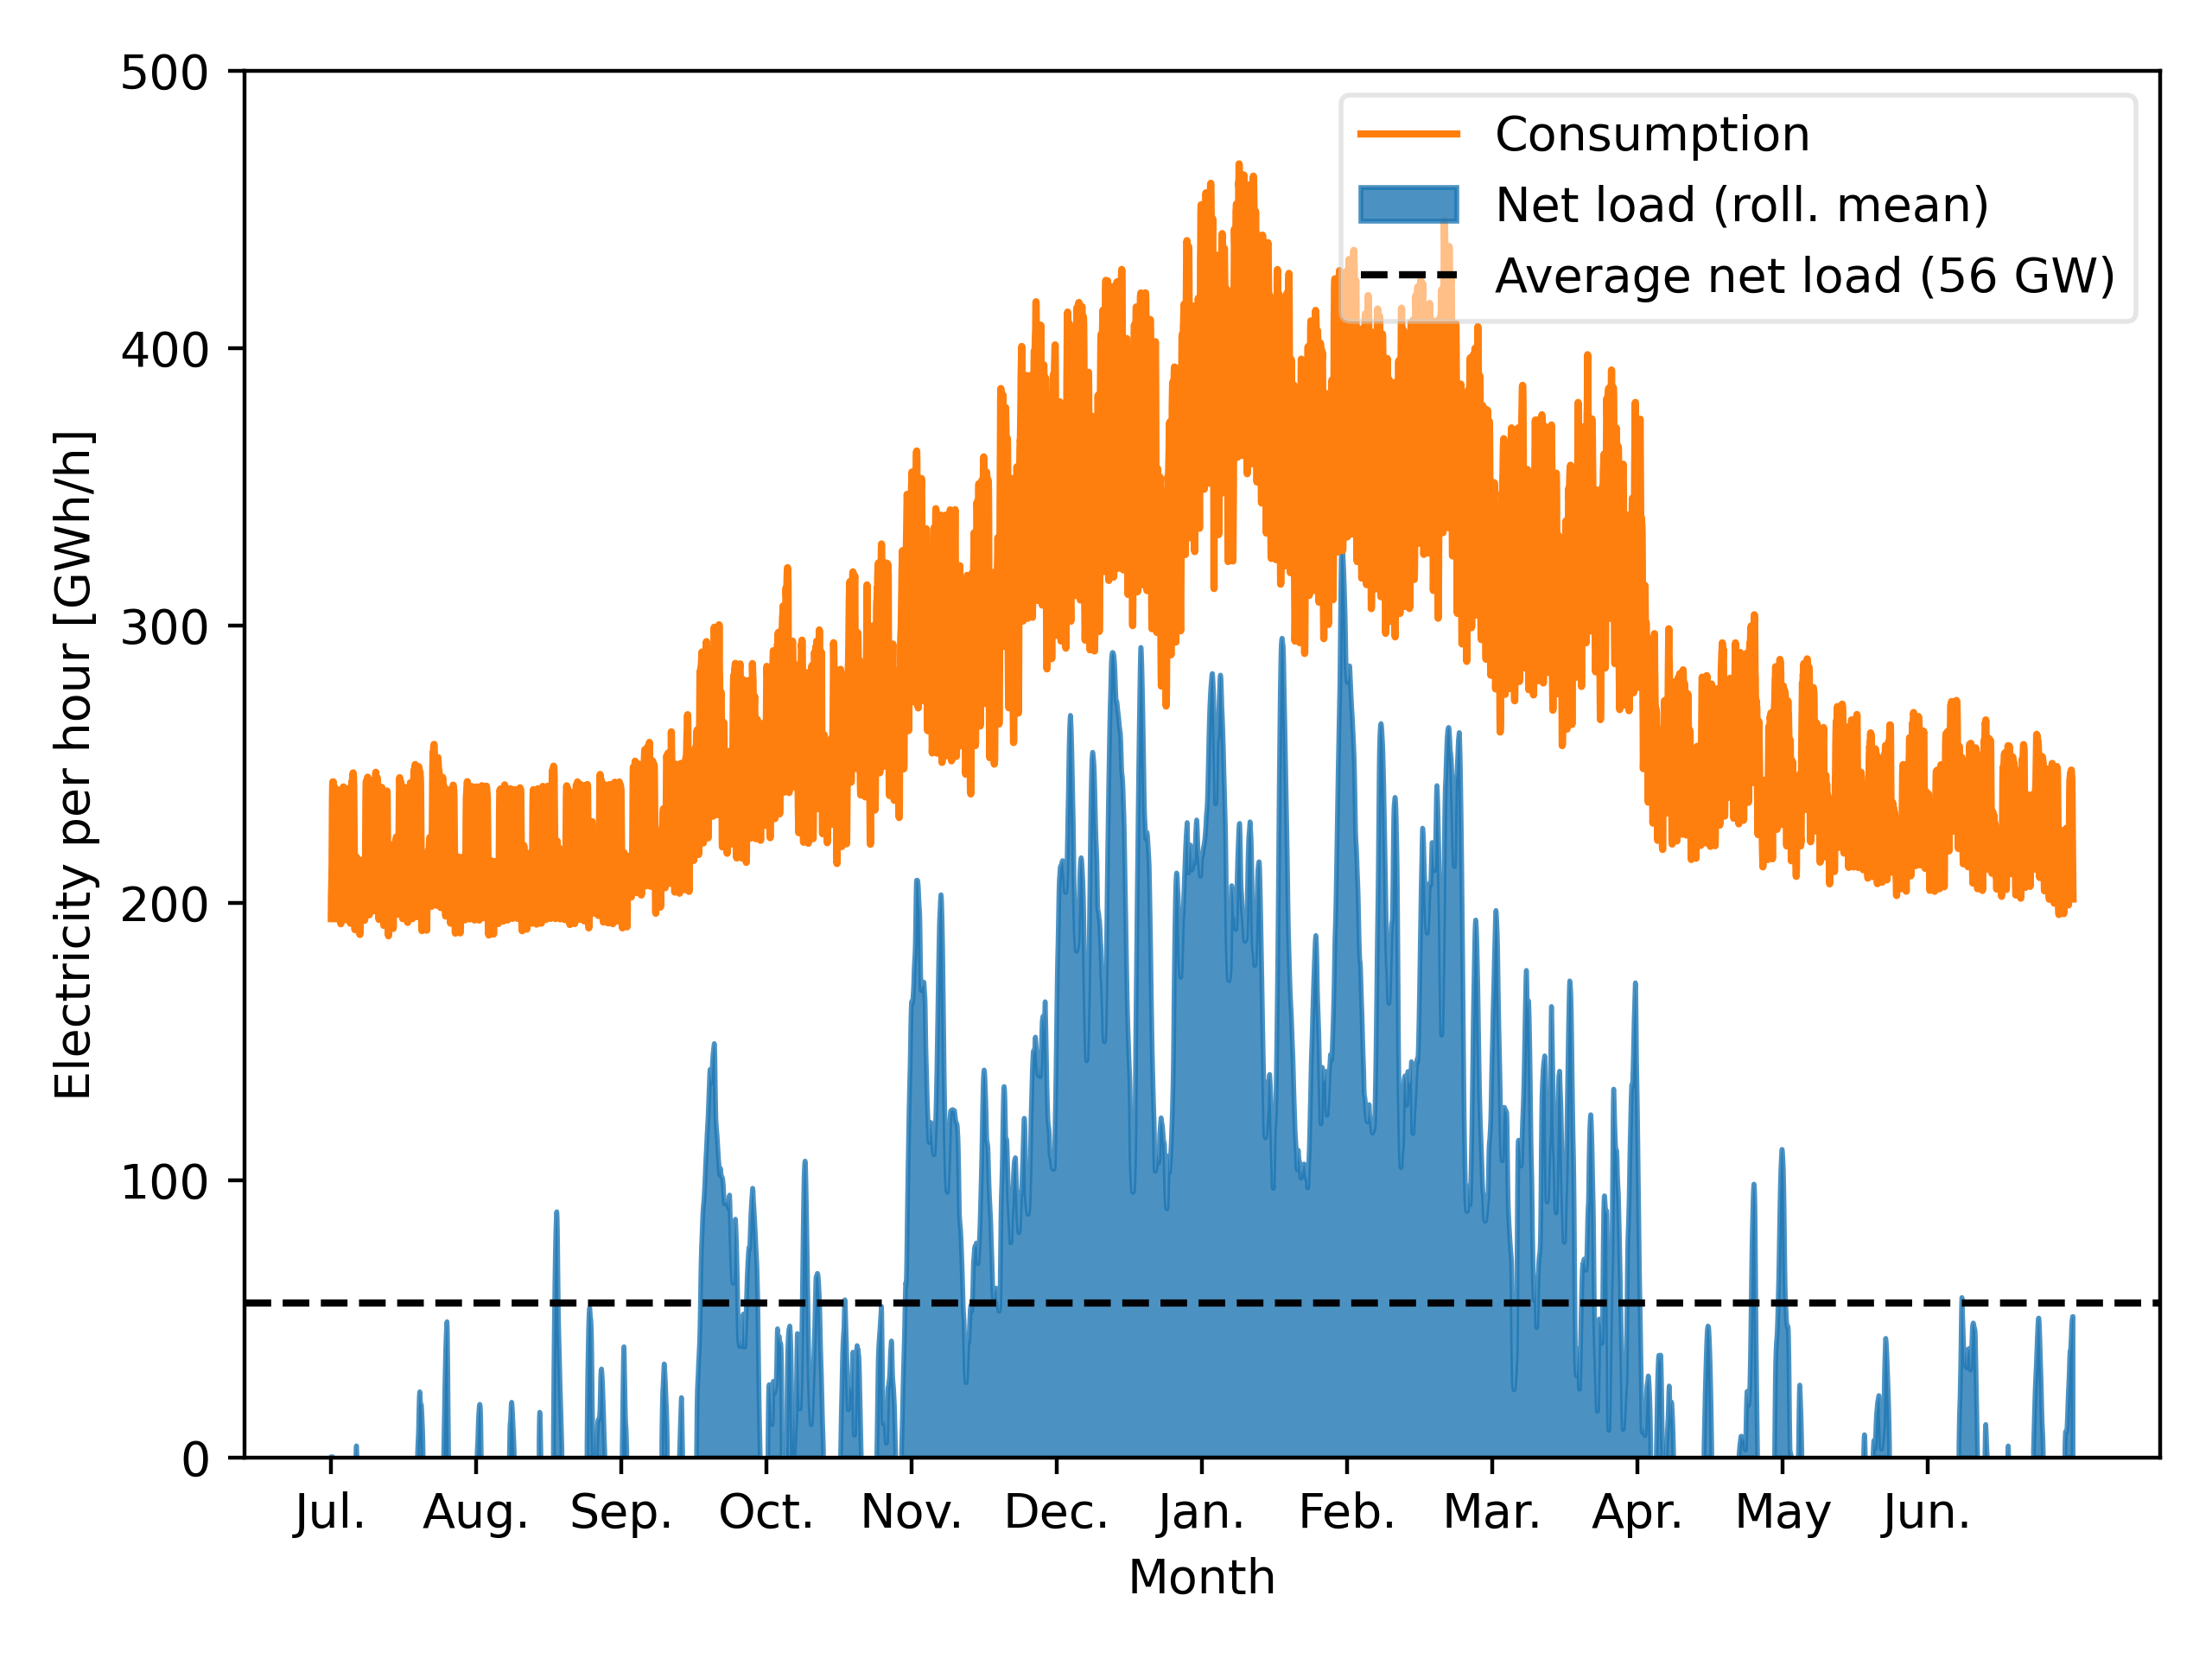 Electricity per hour [GWh/h]
500
400
300
200
100
0
Consumption
Net load (roll. mean)
Average net load (56 GW)
Jul. Aug. Sep. Oct. Nov. Dec. Jan. Feb. Mar. Apr. May Jun.
Month